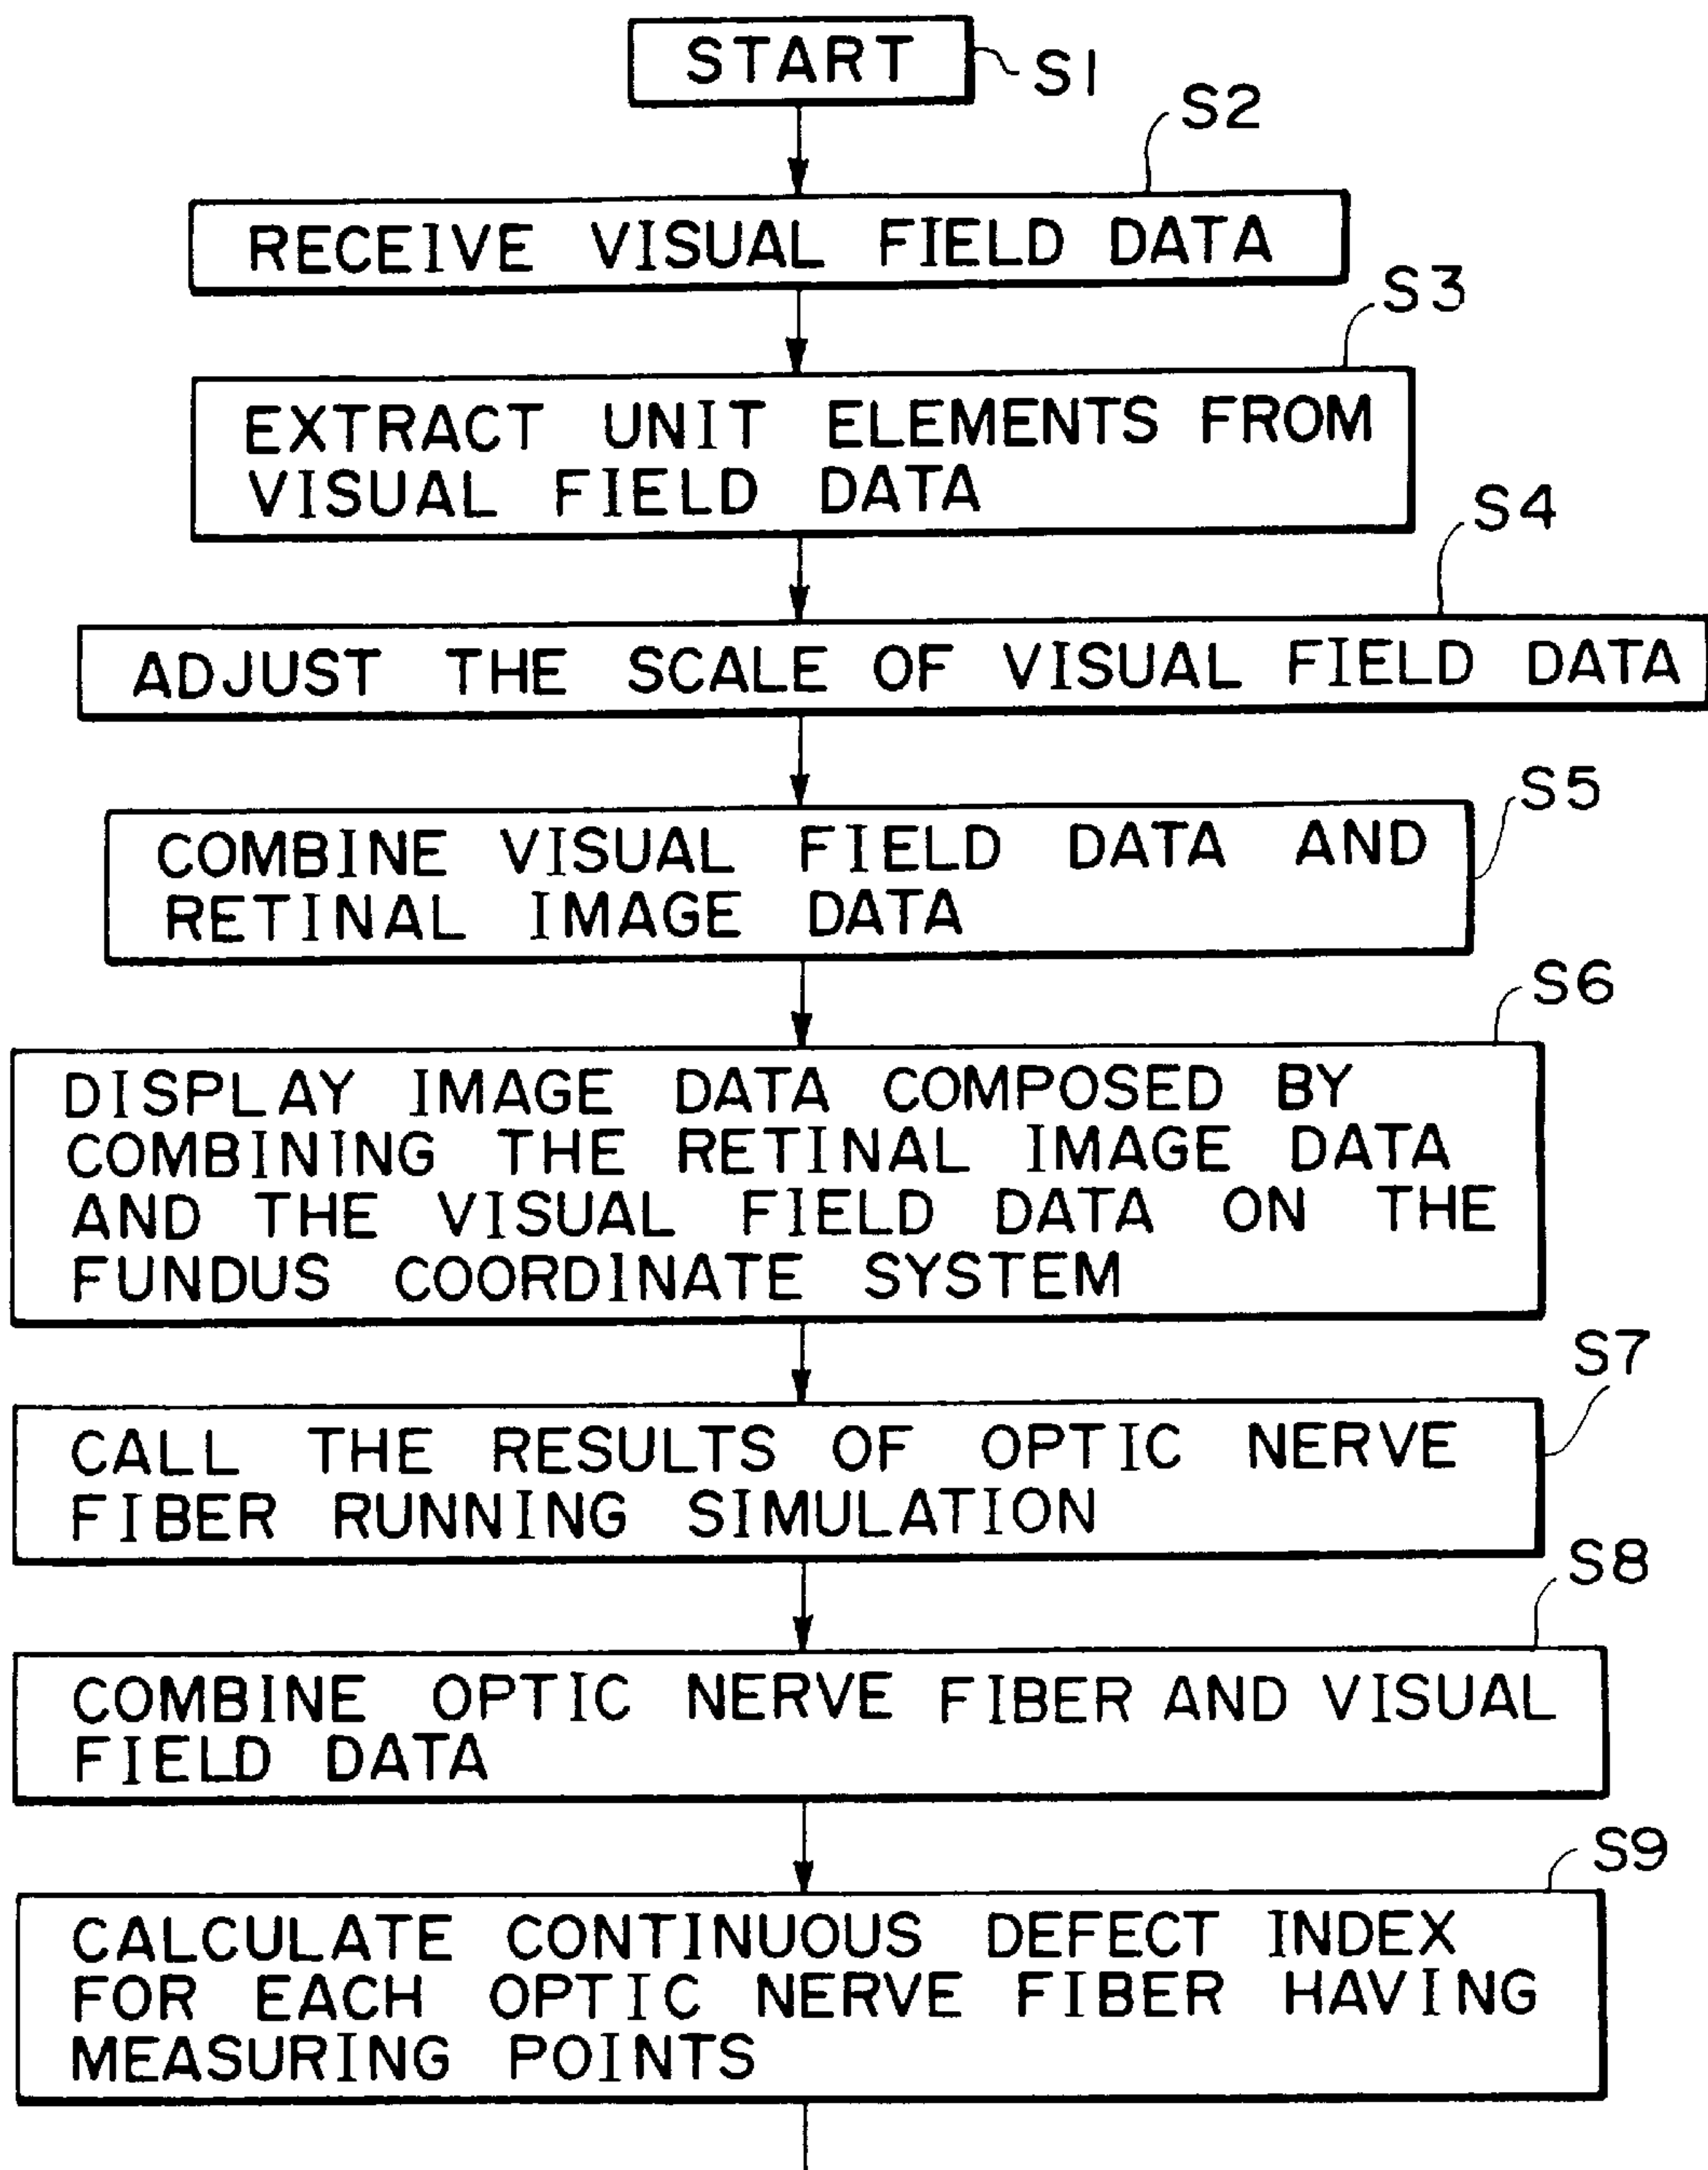 START
S1
S2
RECEIVE VISUAL FIELD DATA
S3
EXTRACT UNIT ELEMENTS FROM
VISUAL FIELD DATA
S4
ADJUST THE SCALE OF VISUAL FIELD DATA
S5
COMBINE VISUAL FIELD DATA AND
RETINAL IMAGE DATA
S6
DISPLAY IMAGE DATA COMPOSED BY
COMBINING THE RETINAL IMAGE DATA
AND THE VISUAL FIELD DATA ON THE
FUNDUS COORDINATE SYSTEM
S7
CALL THE RESULTS OF OPTIC NERVE
FIBER RUNNING SIMULATION
S8
COMBINE OPTIC NERVE FIBER AND VISUAL
FIELD DATA
S9
CALCULATE CONTINUOUS DEFECT INDEX
FOR EACH OPTIC NERVE FIBER HAVING
MEASURING POINTS